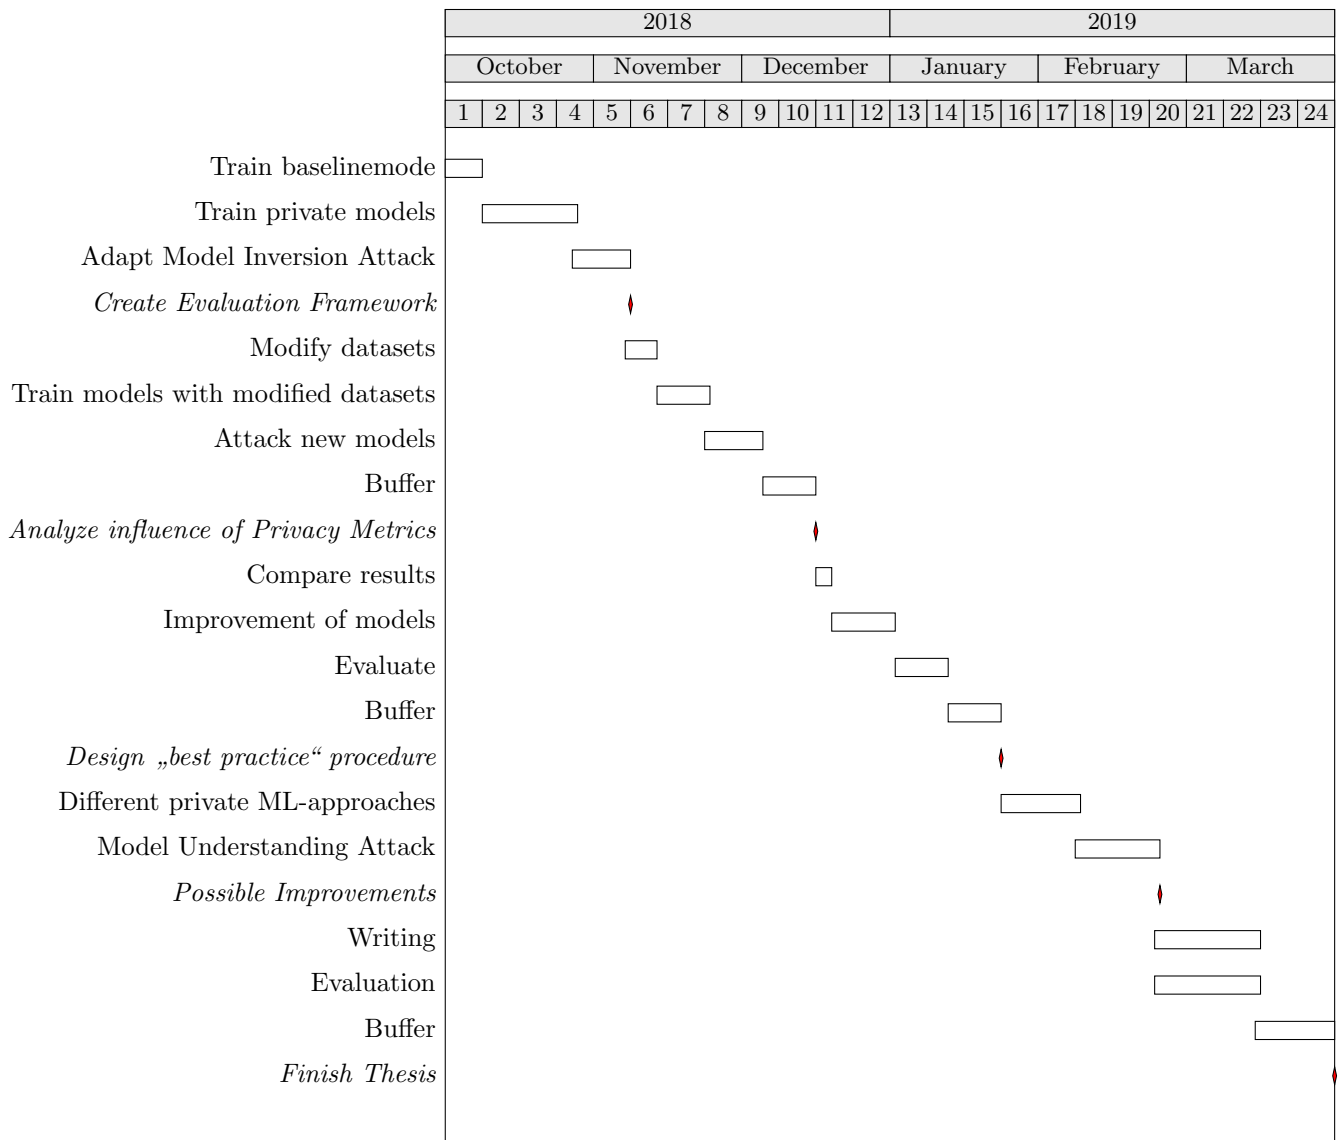 2018 2019
October November December January February March
1 2 3 4 5 6 7 8 9 10 11 12 13 14 15 16 17 18 19 20 21 22 23 24
Train baselinemode
Train private models
Adapt Model Inversion Attack
Create Evaluation Framework
Modify datasets
Train models with modified datasets
Attack new models
Buffer
Analyze influence of Privacy Metrics
Compare results
Improvement of models
Evaluate
Buffer
Design „best practice“ procedure
Different private ML-approaches
Model Understanding Attack
Possible Improvements
Writing
Evaluation
Buffer
Finish Thesis